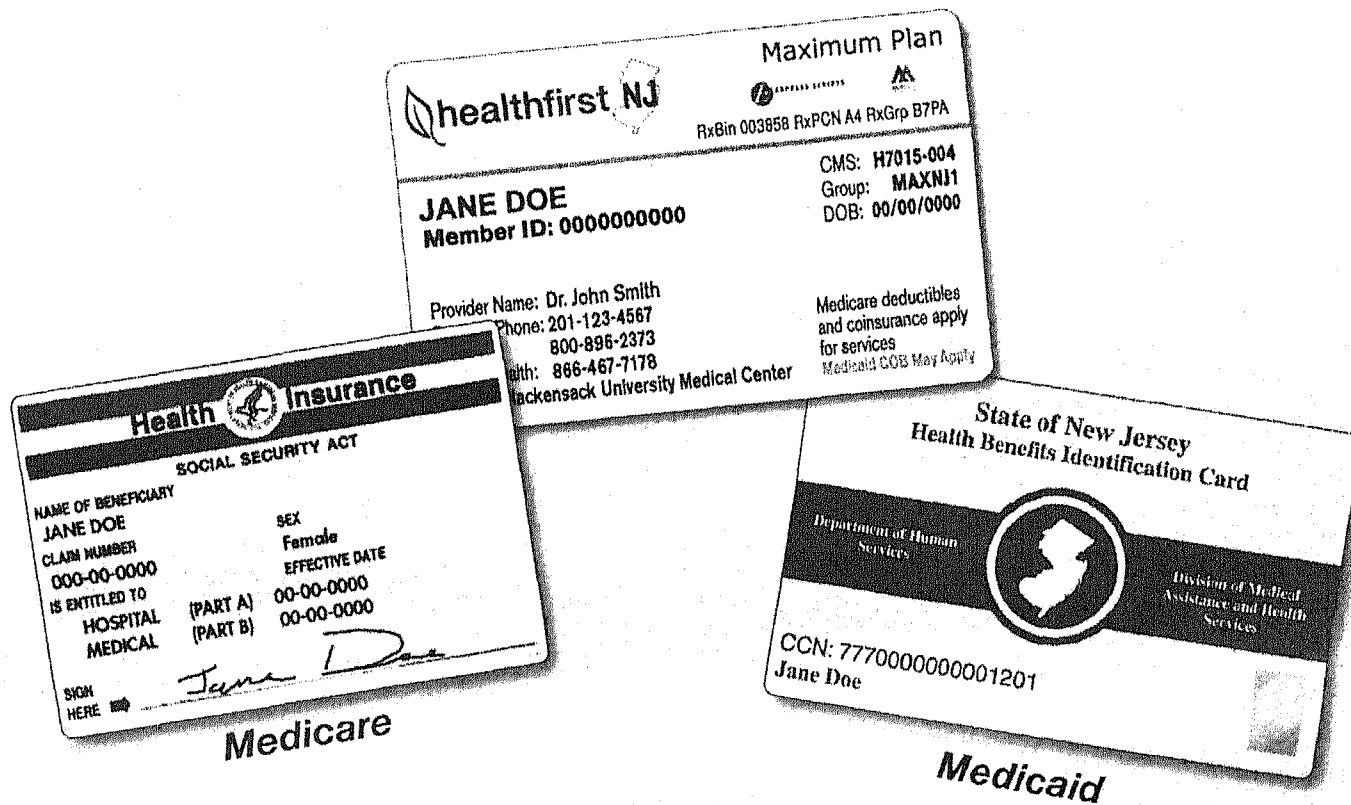 Maximum Plan
healthfirst NJ
EXPRESS SCRIPTS
RxBin 003858 RxPCN A4 RxGrp B7PA
CMS: H7015-004
Group: MAXNJ1
DOB: 00/00/0000
JANE DOE
Member ID: 0000000000
Provider Name: Dr. John Smith
Phone: 201-123-4567
800-896-2373
866-467-7178
Hackensack University Medical Center
Medicare deductibles
and coinsurance apply
for services
Medicaid COB May Apply
Health Insurance
SOCIAL SECURITY ACT
NAME OF BENEFICIARY
JANE DOE
CLAIM NUMBER
000-00-0000
SEX
Female
IS ENTITLED TO
EFFECTIVE DATE
HOSPITAL (PART A) 00-00-0000
MEDICAL (PART B) 00-00-0000
SIGN
HERE
Jane Doe
Medicare
State of New Jersey
Health Benefits Identification Card
Department of Human
Services
Division of Medical
Assistance and Health
Services
CCN: 7770000000001201
Jane Doe
Medicaid